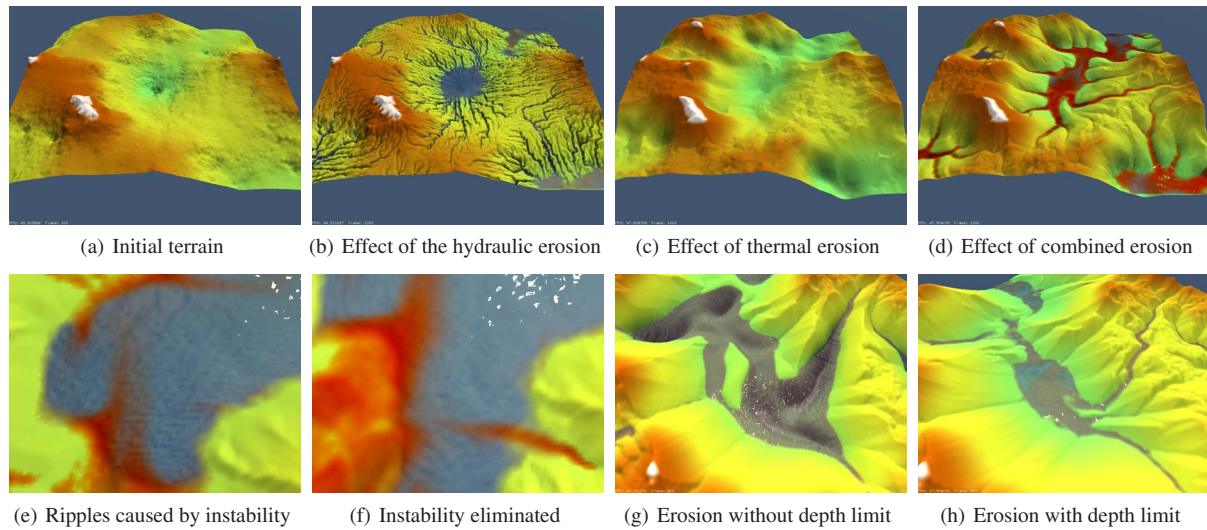 (a) Initial terrain
(b) Effect of the hydraulic erosion
(c) Effect of thermal erosion
(d) Effect of combined erosion
(e) Ripples caused by instability
(f) Instability eliminated
(g) Erosion without depth limit
(h) Erosion with depth limit